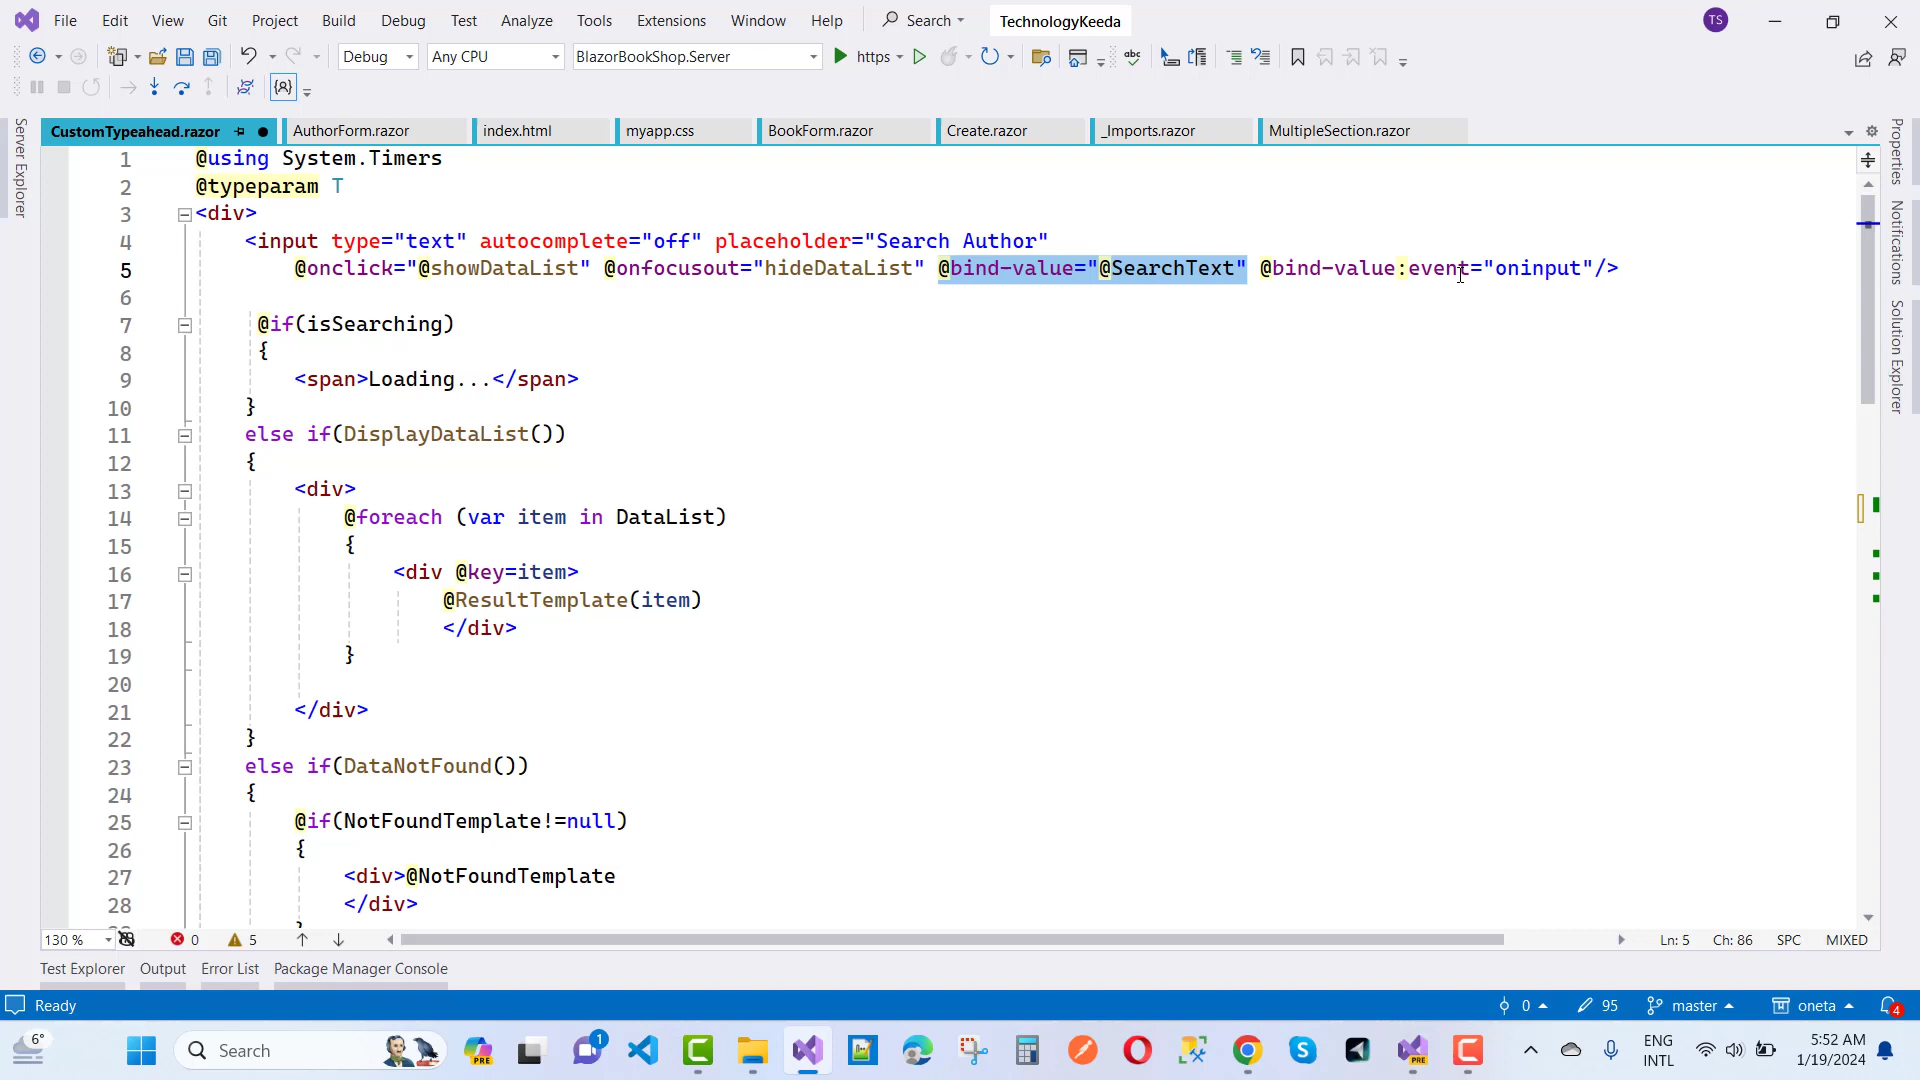 File Edit View Git Project Build Debug Test Analyze Tools Extensions Window Help Search TechnologyKeeda TS
Debug Any CPU BlazorBookShop.Server https abc
CustomTypeahead.razor AuthorForm.razor index.html myapp.css BookForm.razor Create.razor _Imports.razor MultipleSection.razor
Server Explorer
Properties
Notifications
Solution Explorer
1 @using System.Timers
2 @typeparam T
3 <div>
4 <input type="text" autocomplete="off" placeholder="Search Author"
5 @onclick="@showDataList" @onfocusout="hideDataList" @bind-value="@SearchText" @bind-value:event="oninput"/>
6
7 @if(isSearching)
8 {
9 <span>Loading...</span>
10 }
11 else if(DisplayDataList())
12 {
13 <div>
14 @foreach (var item in DataList)
15 {
16 <div @key=item>
17 @ResultTemplate(item)
18 </div>
19 }
20
21 </div>
22 }
23 else if(DataNotFound())
24 {
25 @if(NotFoundTemplate!=null)
26 {
27 <div>@NotFoundTemplate
28 </div>
130 % 0 5 Ln: 5 Ch: 86 SPC MIXED
Test Explorer Output Error List Package Manager Console
Ready 0 95 master oneta 4
6° Search PRE 1 PRE ENG INTL 5:52 AM 1/19/2024